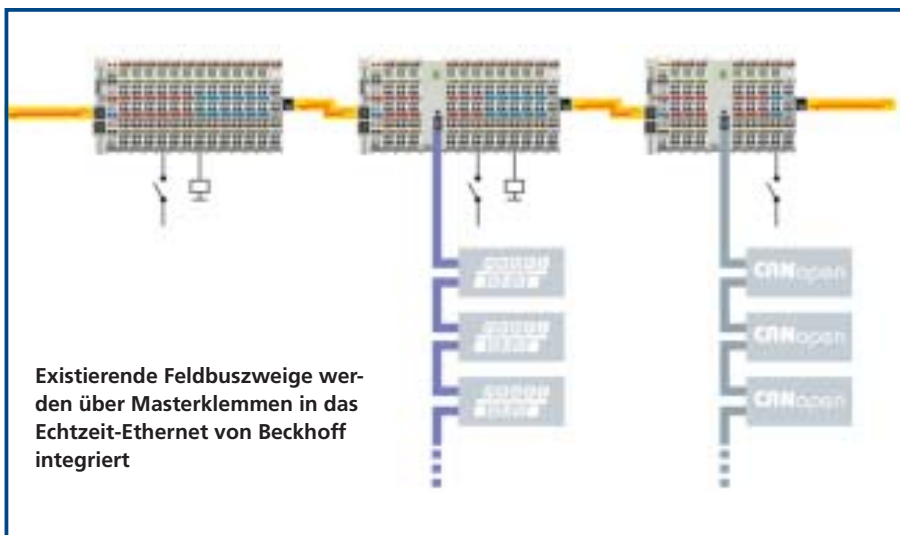 CANopen
CANopen
CANopen
Existierende Feldbuszweige wer-
den über Masterklemmen in das
Echtzeit-Ethernet von Beckhoff
integriert